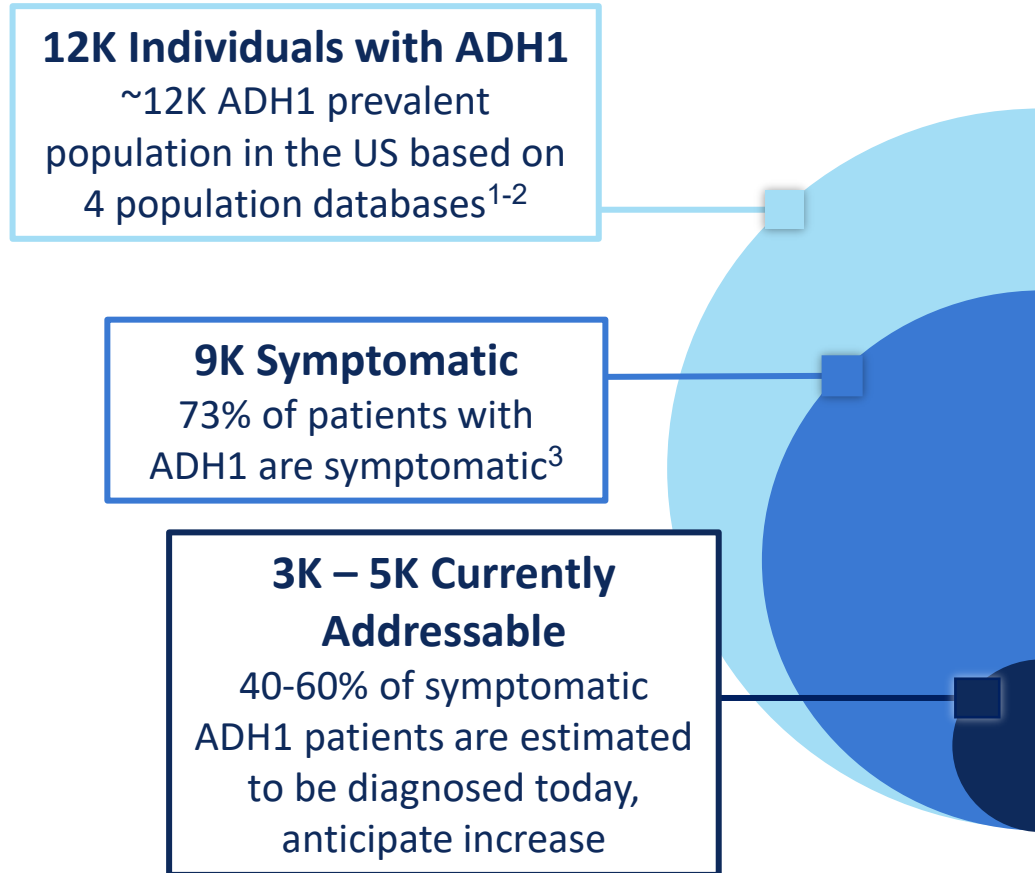 12K Individuals with ADH1
~12K ADH1 prevalent
population in the US based on
4 population databases¹⁻²
9K Symptomatic
73% of patients with
ADH1 are symptomatic³
3K – 5K Currently
Addressable
40-60% of symptomatic
ADH1 patients are estimated
to be diagnosed today,
anticipate increase